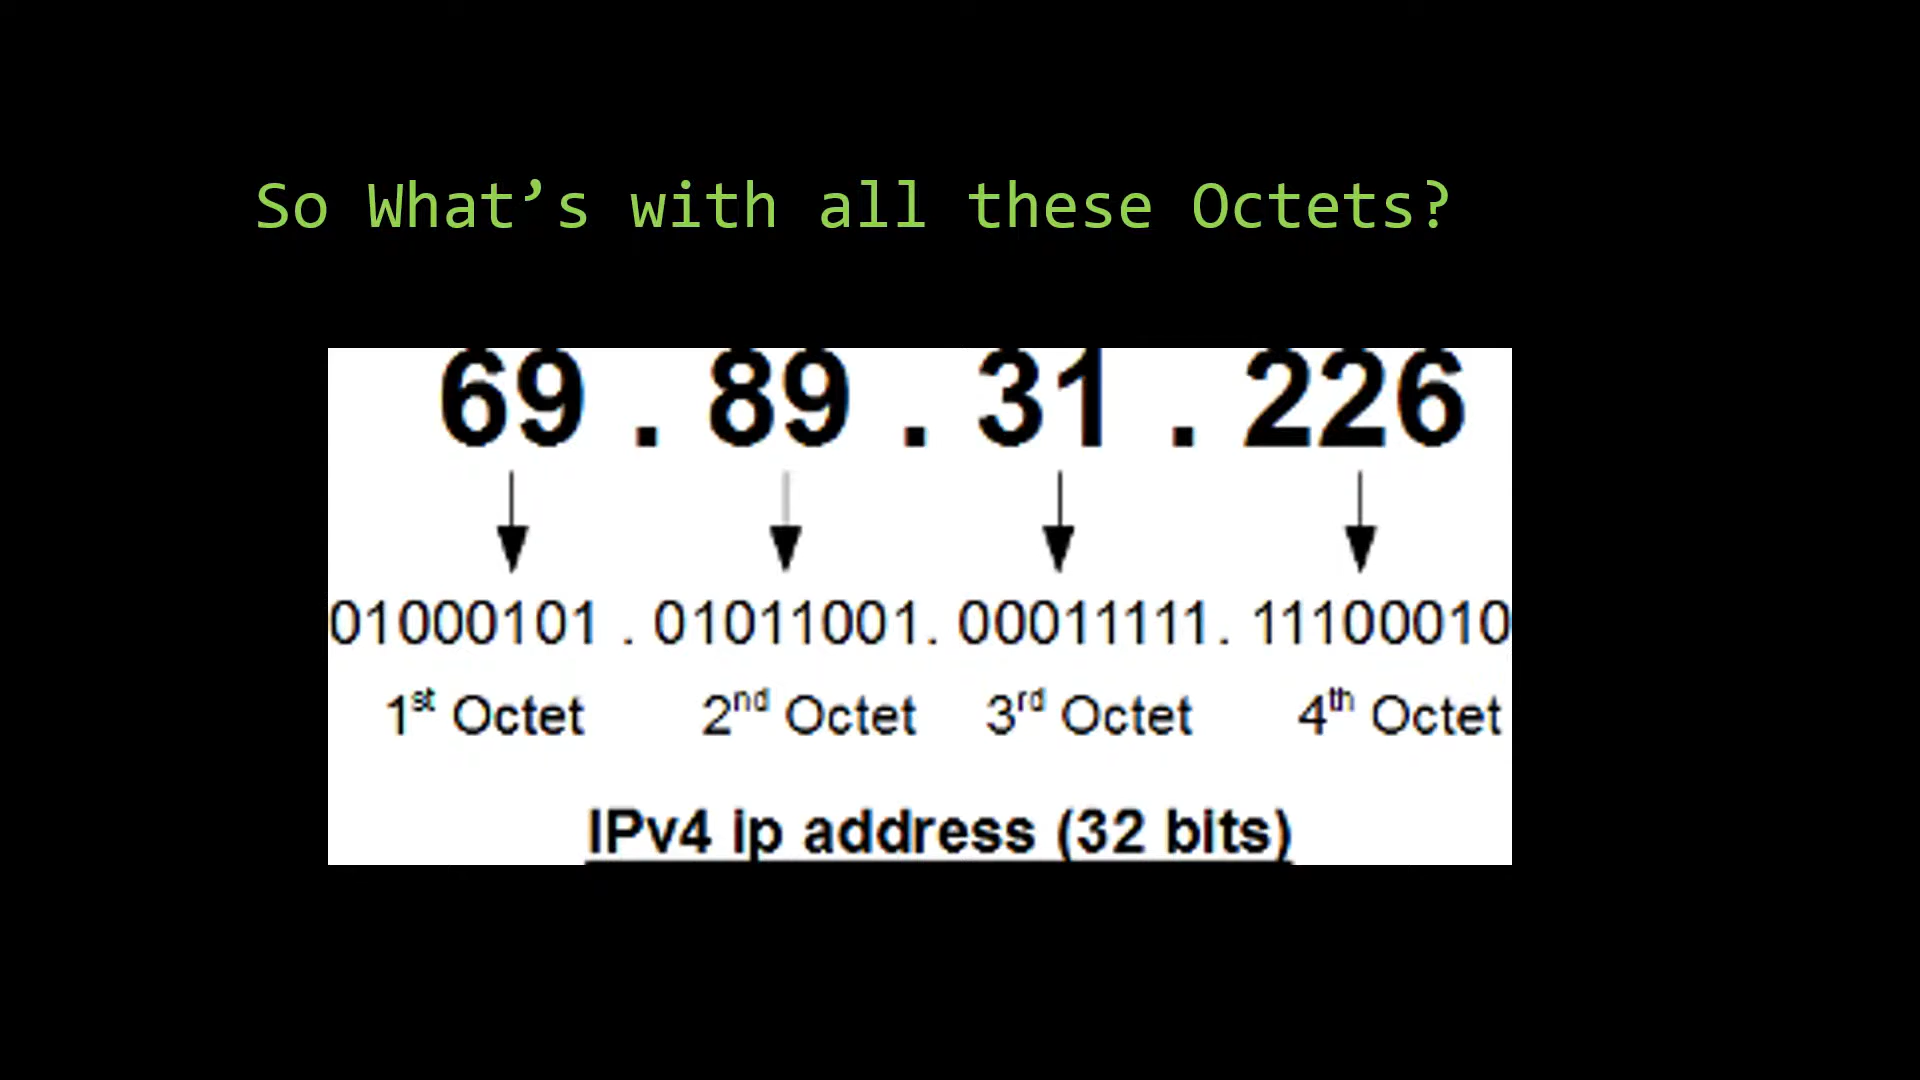 So What’s with all these Octets?
69 . 89 . 31 . 226
01000101 . 01011001. 00011111. 11100010
1st Octet 2nd Octet 3rd Octet 4th Octet
IPv4 ip address (32 bits)